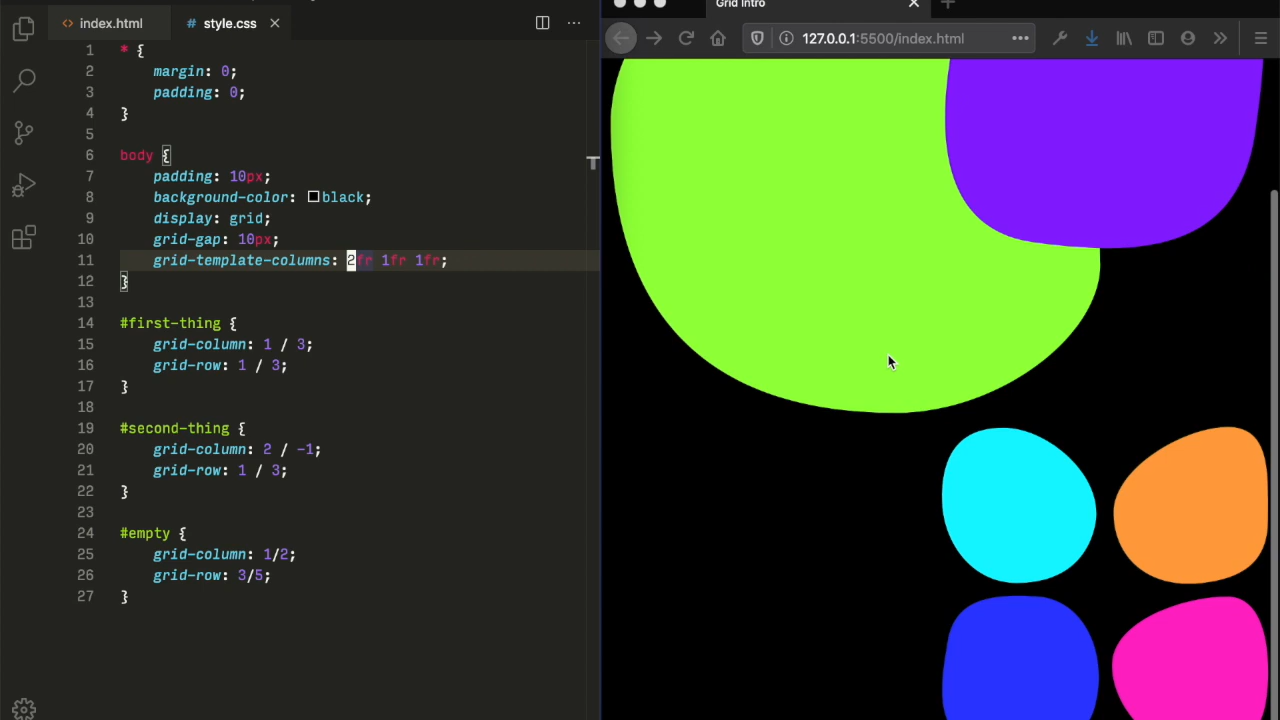 index.html
style.css
1 * {
2 margin: 0;
3 padding: 0;
4 }
5
6 body {
7 padding: 10px;
8 background-color: black;
9 display: grid;
10 grid-gap: 10px;
11 grid-template-columns: 2fr 1fr 1fr;
12 }
13
14 #first-thing {
15 grid-column: 1 / 3;
16 grid-row: 1 / 3;
17 }
18
19 #second-thing {
20 grid-column: 2 / -1;
21 grid-row: 1 / 3;
22 }
23
24 #empty {
25 grid-column: 1/2;
26 grid-row: 3/5;
27 }
Grid Intro
127.0.0.1:5500/index.html